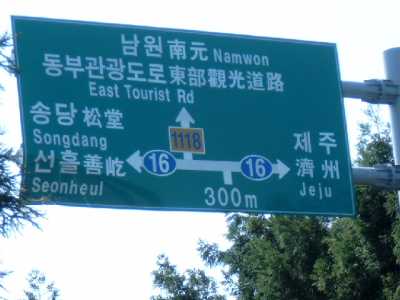 남원南元 Namwon
동부관광도로東部觀光道路
East Tourist Rd
송당 松堂
Songdang
선흘善屹
Seonheul
1118
16
16
제주
濟州
Jeju
300m